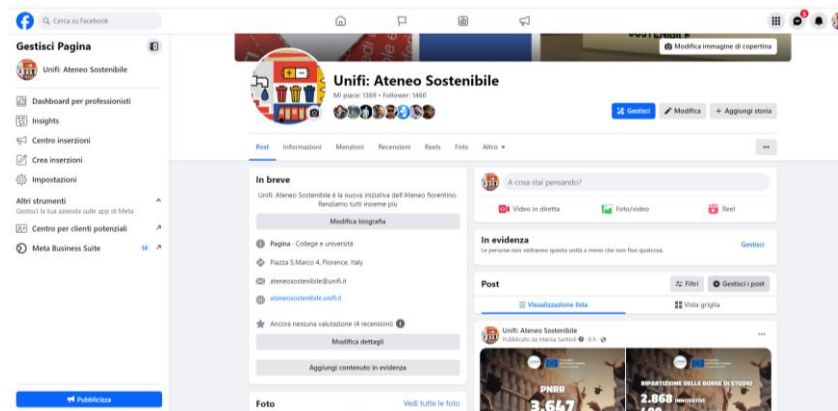 Cerca su Facebook
Gestisci Pagina
Unifi: Ateneo Sostenibile
Dashboard per professionisti
Insights
Centro inserzioni
Crea inserzioni
Impostazioni
Altri strumenti
Gestisci la tua azienda sulle app di Meta
Centro per clienti potenziali
Meta Business Suite
Pubblicizza
Modifica immagine di copertina
Unifi: Ateneo Sostenibile
Mi piace: 1369 • Follower: 1460
Gestisci
Modifica
+ Aggiungi storia
Post Informazioni Menzioni Recensioni Reels Foto Altro
In breve
Unifi: Ateneo Sostenibile è la nuova iniziativa dell'Ateneo fiorentino.
Rendiamo tutti insieme più
Modifica biografia
Pagina · College e università
Piazza S.Marco 4, Florence, Italy
ateneosostenibile@unifi.it
ateneosostenibile.unifi.it
Ancora nessuna valutazione (4 recensioni)
Modifica dettagli
Aggiungi contenuto in evidenza
Foto
Vedi tutte le foto
A cosa stai pensando?
Video in diretta
Foto/video
Reel
In evidenza
Le persone non vedranno questa unità a meno che non fissi qualcosa.
Gestisci
Post
Filtri
Gestisci i post
Visualizzazione lista
Vista griglia
Unifi: Ateneo Sostenibile
Pubblicato da Marisa Santioli · 9 h ·
PNRR
3.647
RIPARTIZIONE DELLE BORSE DI STUDIO
2.868 INNOVATIVE